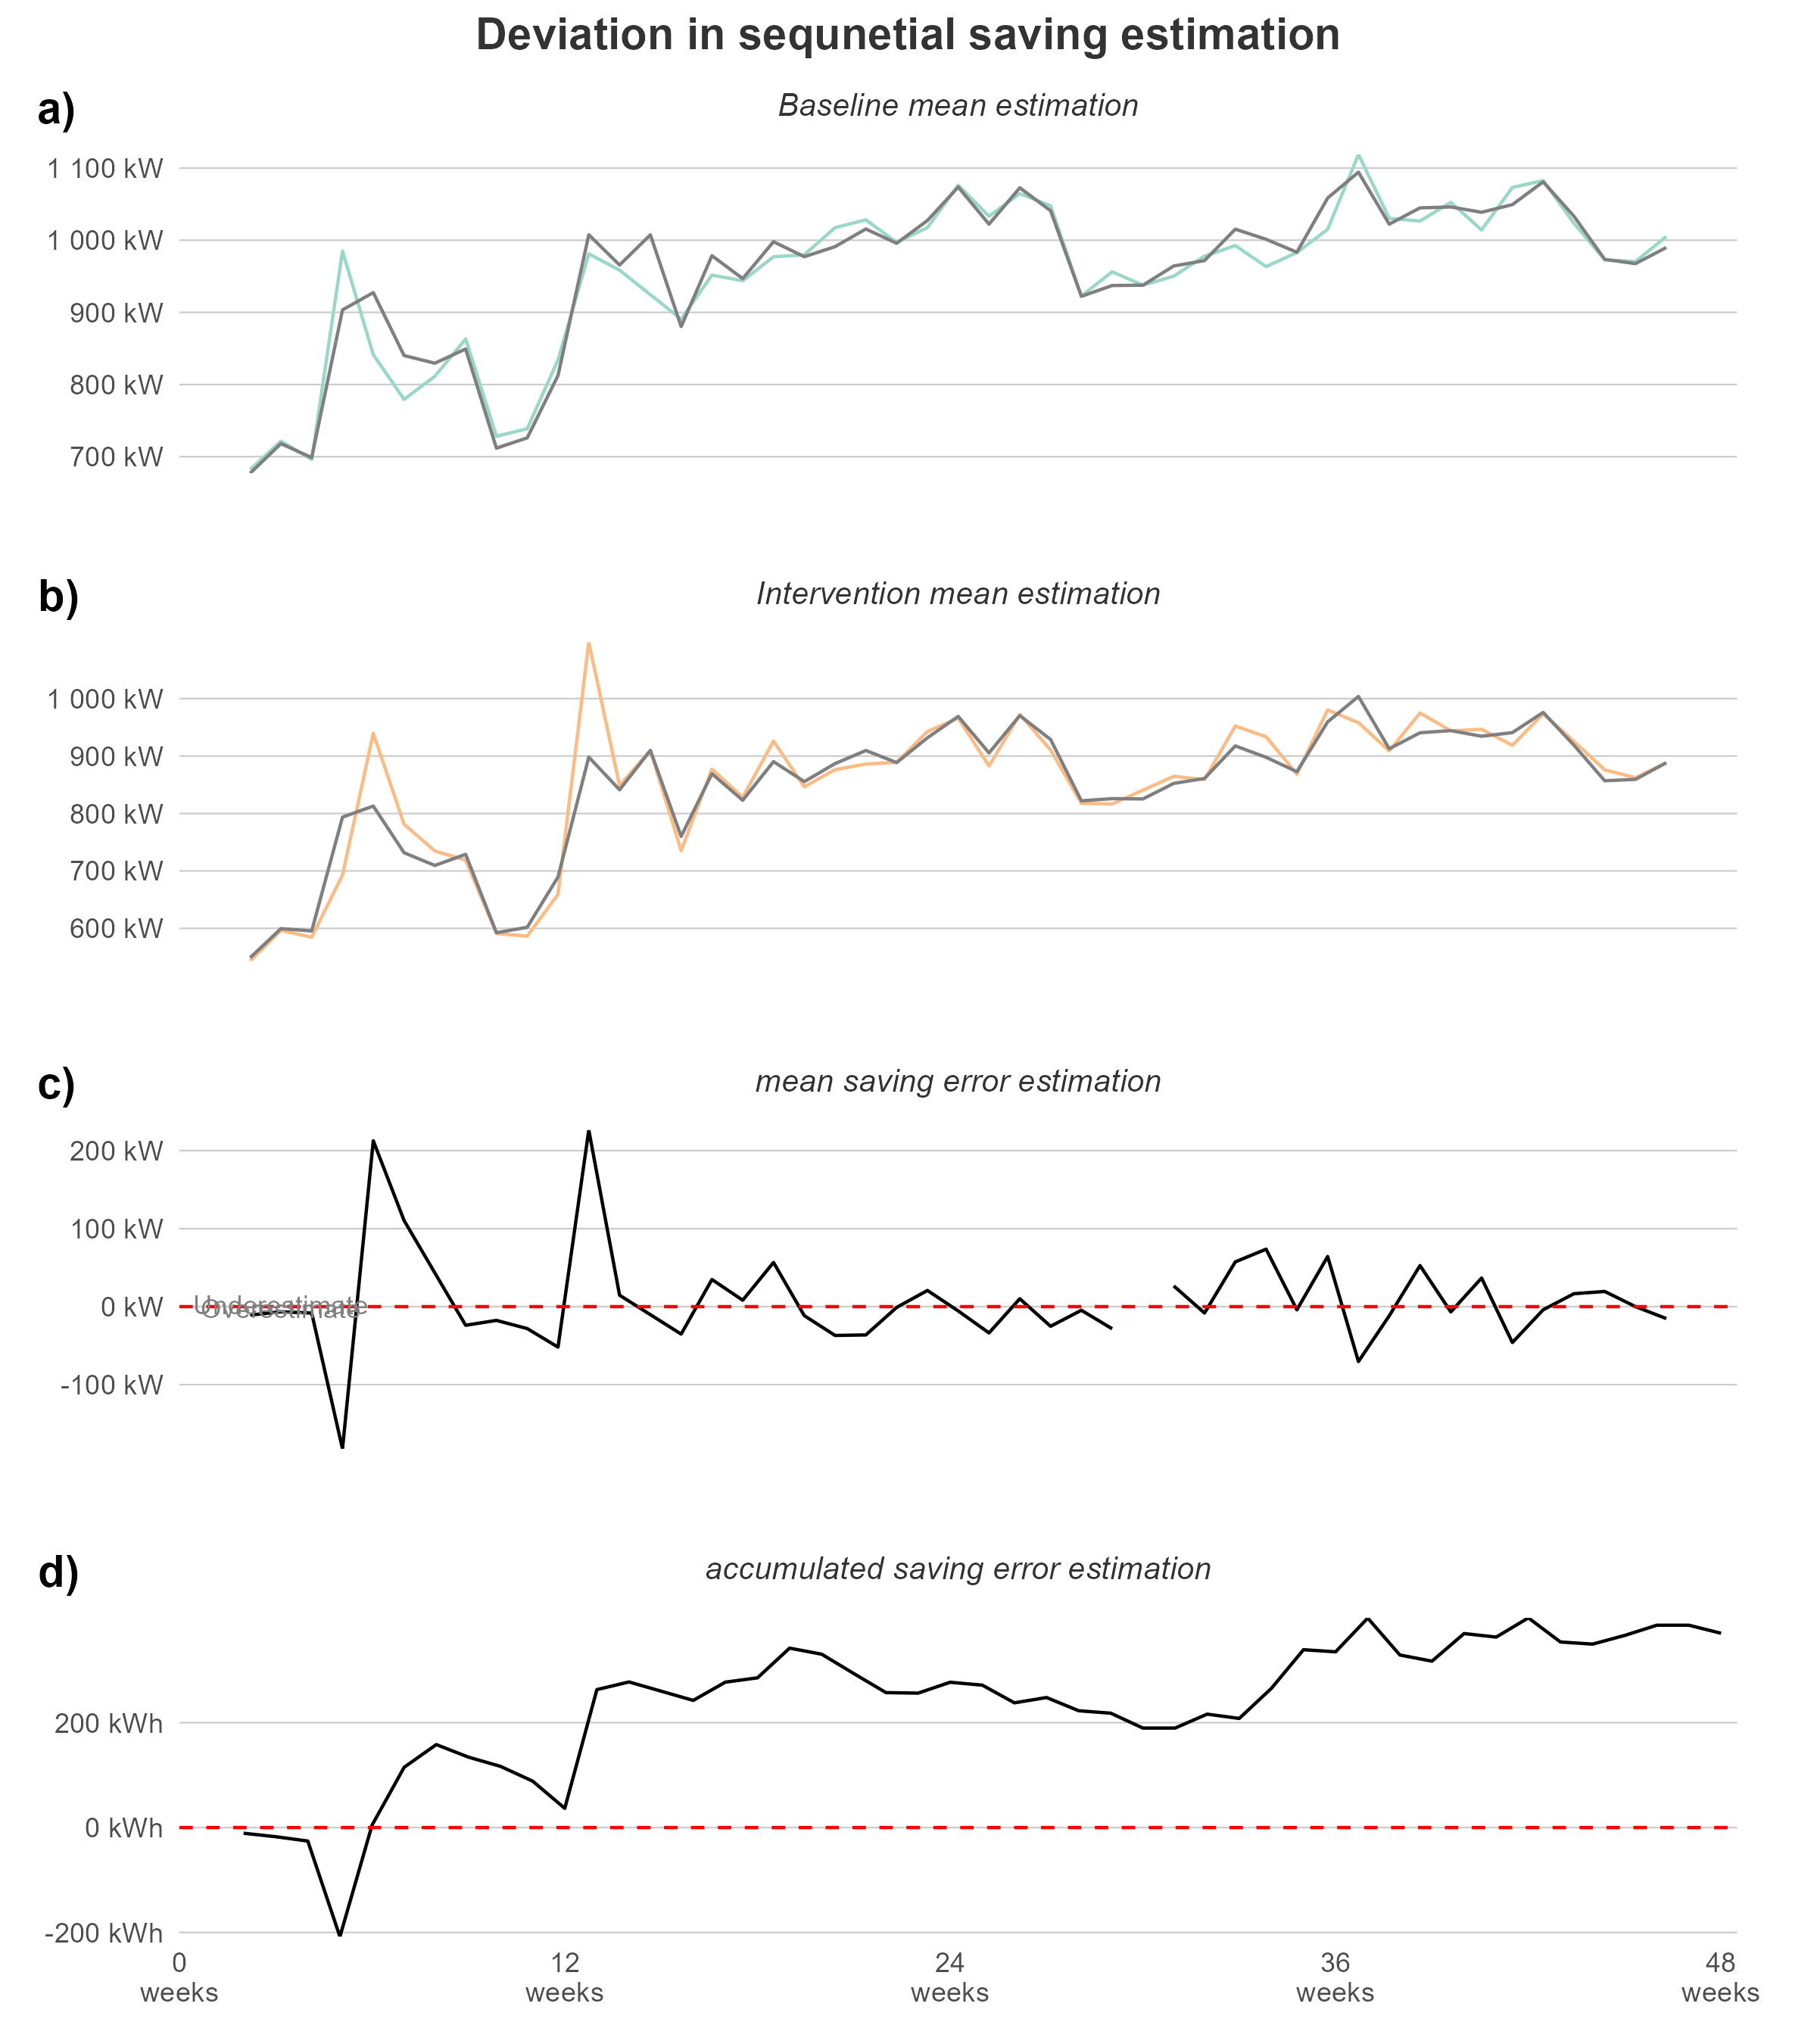 Deviation in sequnetial saving estimation
a)
Baseline mean estimation
1 100 kW
1 000 kW
900 kW
800 kW
700 kW
b)
Intervention mean estimation
1 000 kW
900 kW
800 kW
700 kW
600 kW
c)
mean saving error estimation
200 kW
100 kW
0 kW
Underestimate
Overestimate
-100 kW
d)
accumulated saving error estimation
200 kWh
0 kWh
-200 kWh
0 12 24 36 48
weeks weeks weeks weeks weeks